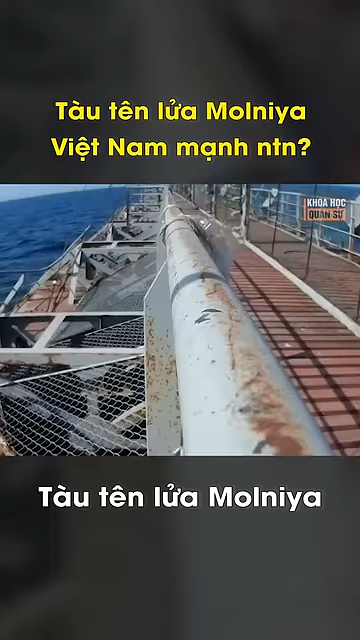 Tàu tên lửa Molniya
Việt Nam mạnh ntn?
KHOA HỌC
QUÂN SỰ
Tàu tên lửa Molniya